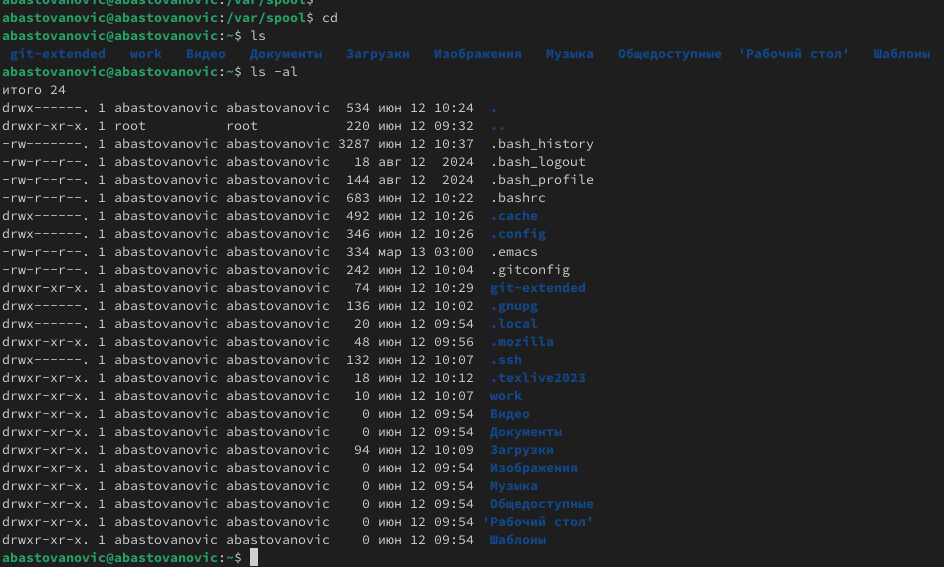 abastovanovic@abastovanovic:/var/spool$
abastovanovic@abastovanovic:/var/spool$ cd
abastovanovic@abastovanovic:~$ ls
git-extended work Видео Документы Загрузки Изображения Музыка Общедоступные 'Рабочий стол' Шаблоны
abastovanovic@abastovanovic:~$ ls -al
итого 24
drwx------. 1 abastovanovic abastovanovic 534 июн 12 10:24 .
drwxr-xr-x. 1 root root 220 июн 12 09:32 ..
-rw-------. 1 abastovanovic abastovanovic 3287 июн 12 10:37 .bash_history
-rw-r--r--. 1 abastovanovic abastovanovic 18 авг 12 2024 .bash_logout
-rw-r--r--. 1 abastovanovic abastovanovic 144 авг 12 2024 .bash_profile
-rw-r--r--. 1 abastovanovic abastovanovic 683 июн 12 10:22 .bashrc
drwx------. 1 abastovanovic abastovanovic 492 июн 12 10:26 .cache
drwx------. 1 abastovanovic abastovanovic 346 июн 12 10:26 .config
-rw-r--r--. 1 abastovanovic abastovanovic 334 мар 13 03:00 .emacs
-rw-r--r--. 1 abastovanovic abastovanovic 242 июн 12 10:04 .gitconfig
drwxr-xr-x. 1 abastovanovic abastovanovic 74 июн 12 10:29 git-extended
drwx------. 1 abastovanovic abastovanovic 136 июн 12 10:02 .gnupg
drwx------. 1 abastovanovic abastovanovic 20 июн 12 09:54 .local
drwxr-xr-x. 1 abastovanovic abastovanovic 48 июн 12 09:56 .mozilla
drwx------. 1 abastovanovic abastovanovic 132 июн 12 10:07 .ssh
drwxr-xr-x. 1 abastovanovic abastovanovic 18 июн 12 10:12 .texlive2023
drwxr-xr-x. 1 abastovanovic abastovanovic 10 июн 12 10:07 work
drwxr-xr-x. 1 abastovanovic abastovanovic 0 июн 12 09:54 Видео
drwxr-xr-x. 1 abastovanovic abastovanovic 0 июн 12 09:54 Документы
drwxr-xr-x. 1 abastovanovic abastovanovic 94 июн 12 10:09 Загрузки
drwxr-xr-x. 1 abastovanovic abastovanovic 0 июн 12 09:54 Изображения
drwxr-xr-x. 1 abastovanovic abastovanovic 0 июн 12 09:54 Музыка
drwxr-xr-x. 1 abastovanovic abastovanovic 0 июн 12 09:54 Общедоступные
drwxr-xr-x. 1 abastovanovic abastovanovic 0 июн 12 09:54 'Рабочий стол'
drwxr-xr-x. 1 abastovanovic abastovanovic 0 июн 12 09:54 Шаблоны
abastovanovic@abastovanovic:~$